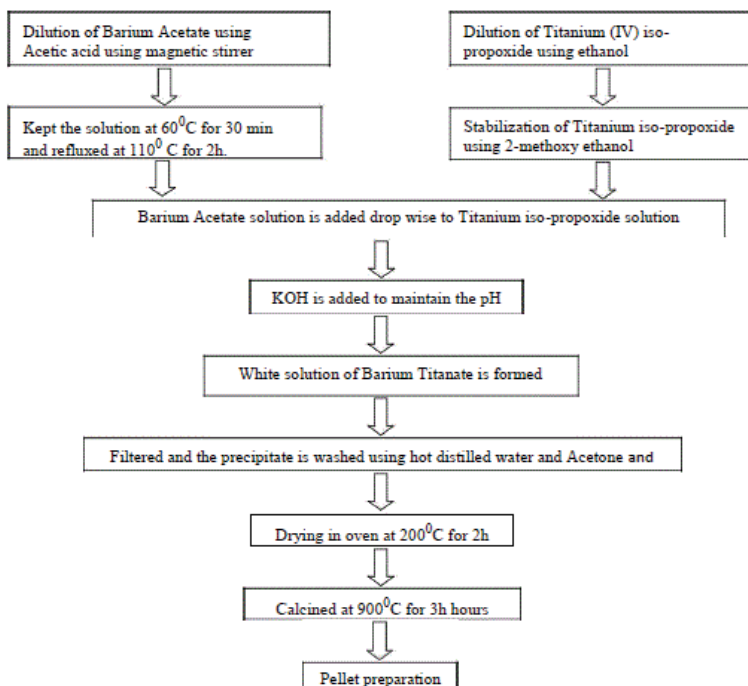 Dilution of Barium Acetate using
Acetic acid using magnetic stirrer
Dilution of Titanium (IV) iso-
propoxide using ethanol
Kept the solution at 60⁰C for 30 min
and refluxed at 110⁰ C for 2h.
Stabilization of Titanium iso-propoxide
using 2-methoxy ethanol
Barium Acetate solution is added drop wise to Titanium iso-propoxide solution
KOH is added to maintain the pH
White solution of Barium Titanate is formed
Filtered and the precipitate is washed using hot distilled water and Acetone and
Drying in oven at 200⁰C for 2h
Calcined at 900⁰C for 3h hours
Pellet preparation